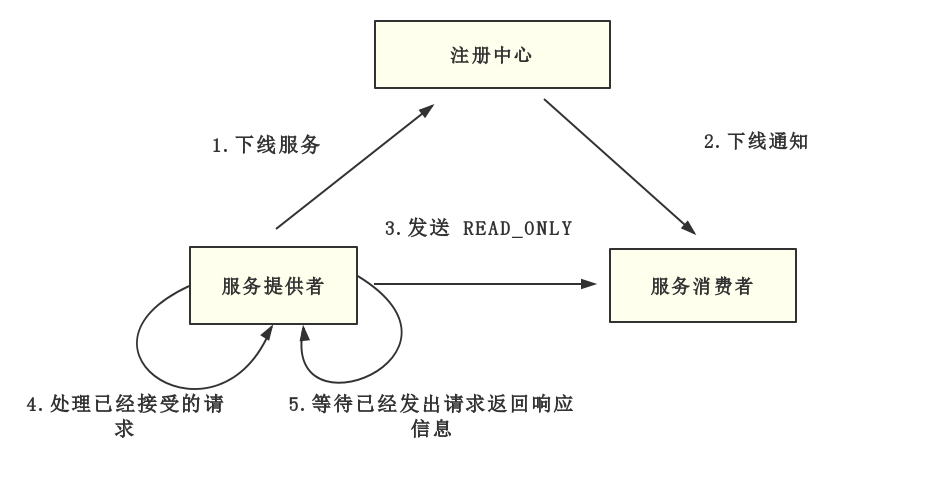 注册中心
1.下线服务
2.下线通知
3.发送 READ_ONLY
服务提供者
服务消费者
4.处理已经接受的请
求
5.等待已经发出请求返回响应
信息